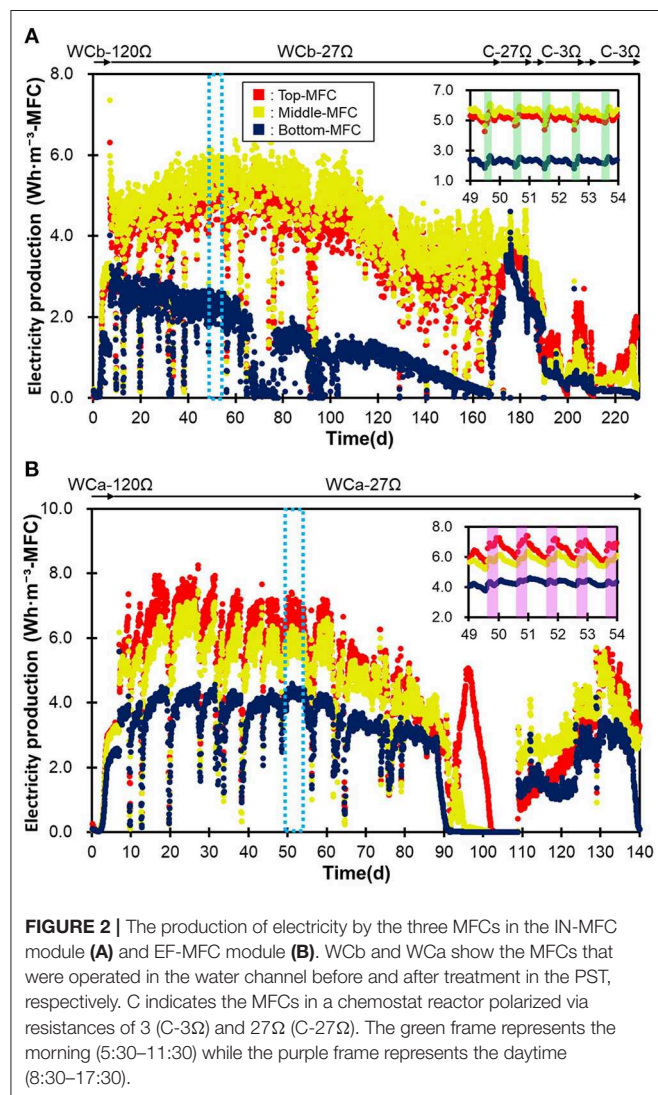 A
WCb-120Ω WCb-27Ω C-27Ω C-3Ω C-3Ω
Electricity production (Wh·m⁻³-MFC)
8.0
6.0
4.0
2.0
0.0
: Top-MFC
: Middle-MFC
: Bottom-MFC
7.0
5.0
3.0
1.0
49 50 51 52 53 54
0 20 40 60 80 100 120 140 160 180 200 220
Time(d)
B
WCa-120Ω WCa-27Ω
Electricity production (Wh·m⁻³-MFC)
10.0
8.0
6.0
4.0
2.0
0.0
8.0
6.0
4.0
2.0
49 50 51 52 53 54
0 10 20 30 40 50 60 70 80 90 100 110 120 130 140
Time(d)
FIGURE 2 | The production of electricity by the three MFCs in the IN-MFC
module (A) and EF-MFC module (B). WCb and WCa show the MFCs that
were operated in the water channel before and after treatment in the PST,
respectively. C indicates the MFCs in a chemostat reactor polarized via
resistances of 3 (C-3Ω) and 27Ω (C-27Ω). The green frame represents the
morning (5:30–11:30) while the purple frame represents the daytime
(8:30–17:30).